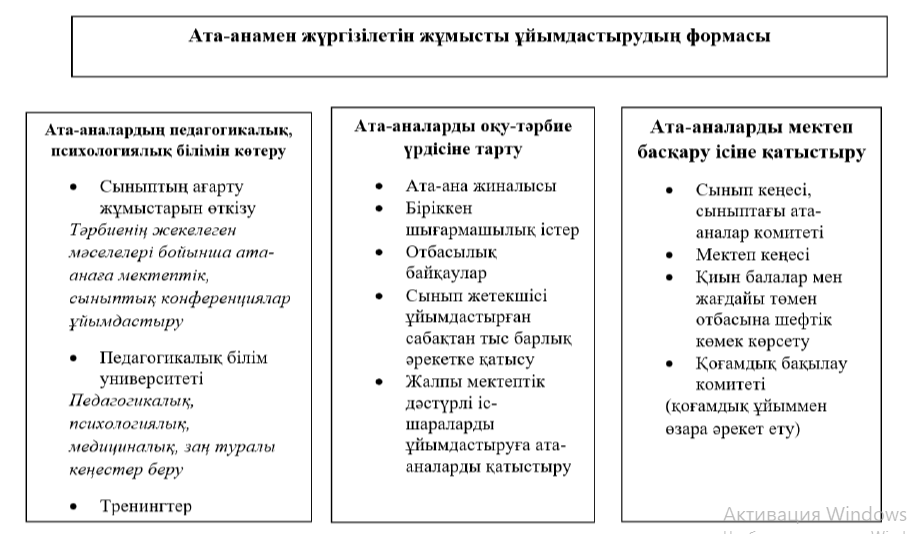 Ата-анамен жүргізілетін жұмысты ұйымдастырудың формасы
Ата-аналардың педагогикалық,
психологиялық білімін көтеру
• Сыныптың ағарту
жұмыстарын өткізу
Тәрбиенің жекелеген
мәселелері бойынша ата-
анаға мектептік,
сыныптық конференциялар
ұйымдастыру
• Педагогикалық білім
университеті
Педагогикалық,
психологиялық,
медициналық, заң туралы
кеңестер беру
• Тренингтер
Ата-аналарды оқу-тәрбие
үрдісіне тарту
• Ата-ана жиналысы
• Біріккен
шығармашылық істер
• Отбасылық
байқаулар
• Сынып жетекшісі
ұйымдастырған
сабақтан тыс барлық
әрекетке қатысу
• Жалпы мектептік
дәстүрлі іс-
шараларды
ұйымдастыруға ата-
аналарды қатыстыру
Ата-аналарды мектеп
басқару ісіне қатыстыру
• Сынып кеңесі,
сыныптағы ата-
аналар комитеті
• Мектеп кеңесі
• Қиын балалар мен
жағдайы төмен
отбасына шефтік
көмек көрсету
• Қоғамдық бақылау
комитеті
(қоғамдық ұйыммен
өзара әрекет ету)
Активация Windows